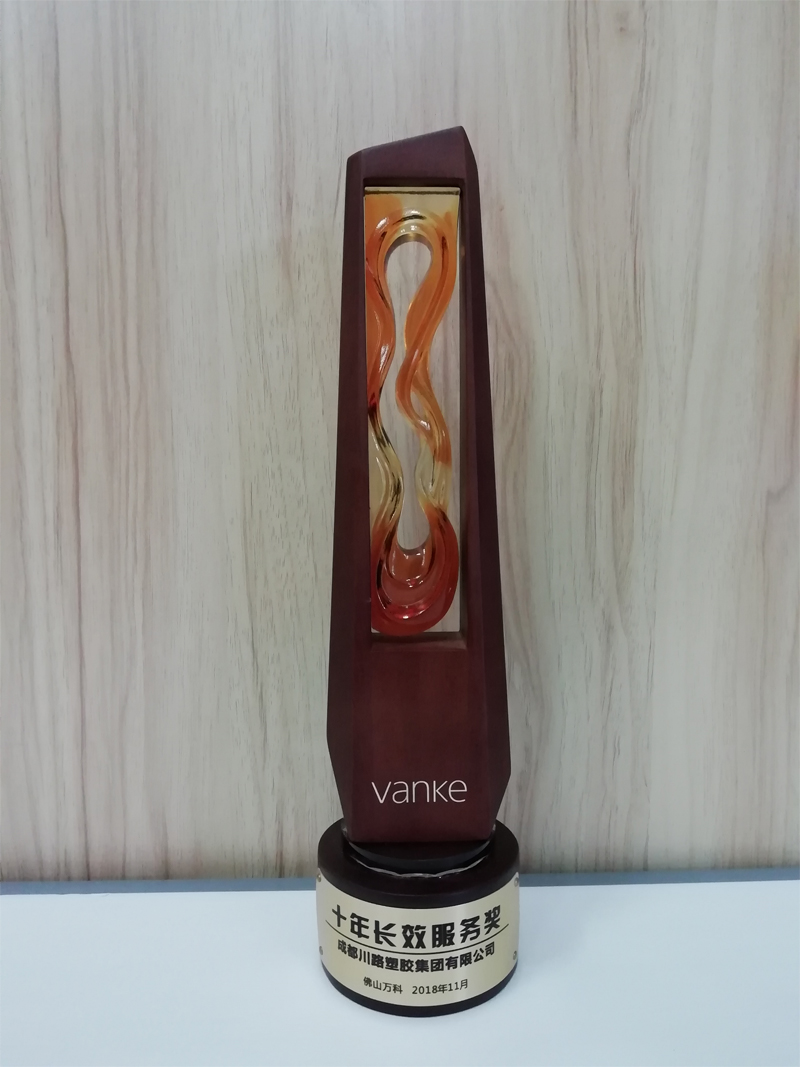 vanke
十年长效服务奖
成都川路塑胶集团有限公司
佛山万科 2018年11月